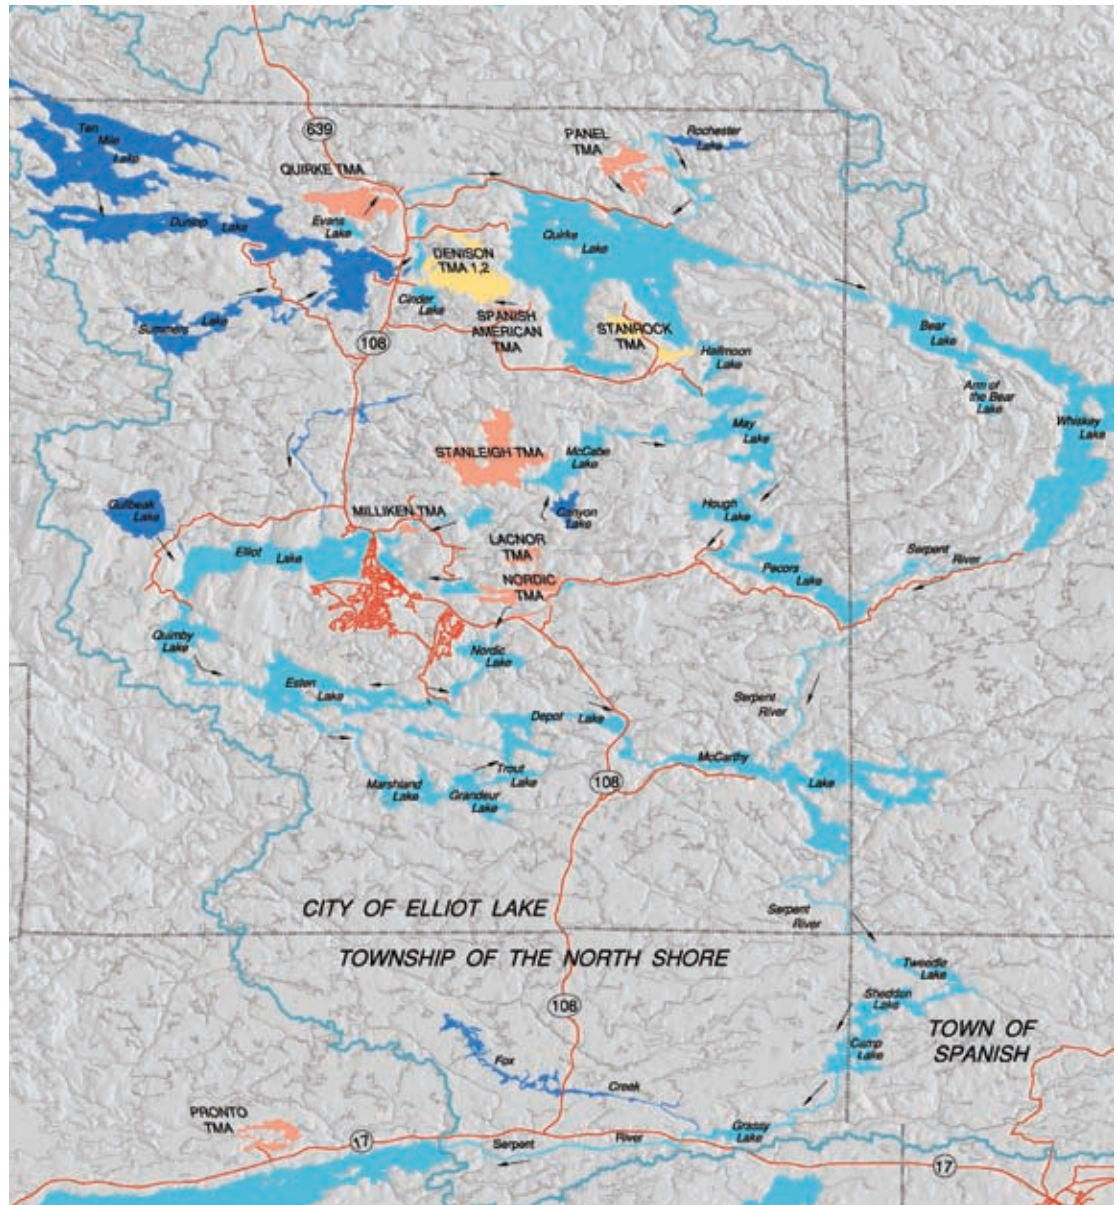 639
Ten
Mile
Lake
PANEL
TMA
Rochester
Lake
QUIRKE TMA
Evans
Lake
Dunlop Lake
Quirke
Lake
DENISON
TMA 1,2
Cinder
Lake
Summers Lake
SPANISH
AMERICAN
TMA
STANROCK
TMA
108
Halfmoon
Lake
Bear
Lake
Arm of
the Bear
Lake
Whiskey
Lake
May
Lake
STANLEIGH TMA
McCabe
Lake
Gullbeak
Lake
Canyon
Lake
Hough
Lake
MILLIKEN TMA
LACNOR
TMA
Elliot Lake
NORDIC
TMA
Pecors
Lake
Serpent
River
Quimby
Lake
Nordic
Lake
Esten
Lake
Serpent
River
Depot Lake
McCarthy
Lake
Trout
Lake
108
Marshland
Lake
Grandeur
Lake
CITY OF ELLIOT LAKE
Serpent
River
TOWNSHIP OF THE NORTH SHORE
Tweedle
Lake
Shedden
Lake
108
TOWN OF
SPANISH
Camp
Lake
Fox
Creek
PRONTO
TMA
17
Serpent River
Grassy
Lake
17